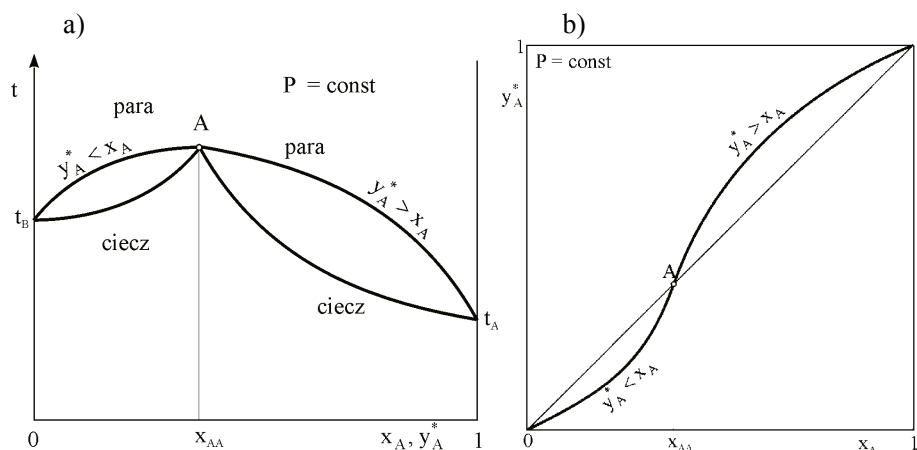 a)
t
para
P = const
A
para
y*A < xA
y*A > xA
tB
ciecz
ciecz
tA
0
xAA
xA, y*A
1
b)
1
P = const
y*A
y*A > xA
A
y*A < xA
0
xAA
xA
1